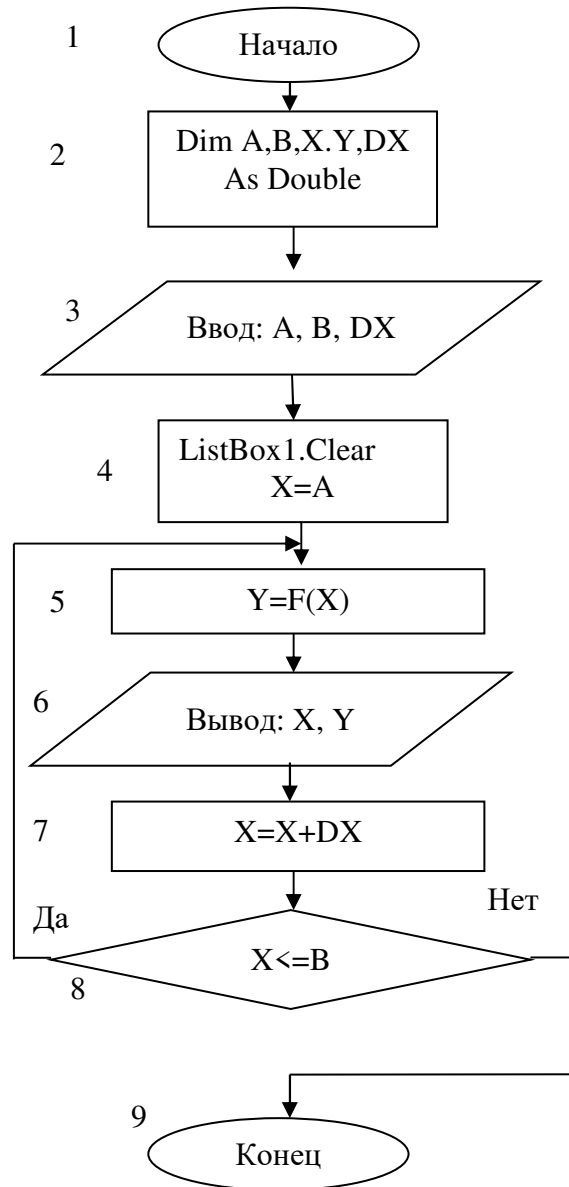 1
Начало
2
Dim A,B,X.Y,DX
As Double
3
Ввод: A, B, DX
4
ListBox1.Clear
X=A
5
Y=F(X)
6
Вывод: X, Y
7
X=X+DX
Да
Нет
X<=B
8
9
Конец